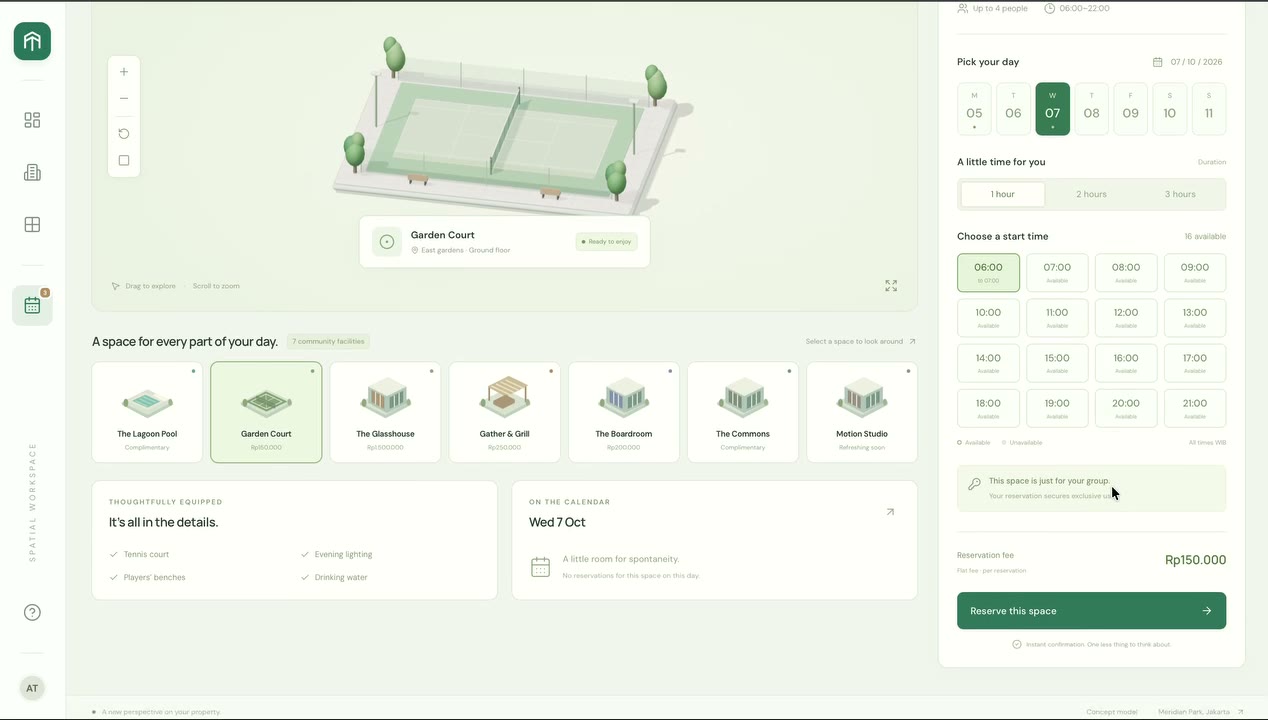 Up to 4 people
06:00–22:00
Pick your day
07 / 10 / 2026
M T W T F S S
05 06 07 08 09 10 11
A little time for you
Duration
1 hour
2 hours
3 hours
Choose a start time
16 available
06:00 07:00 08:00 09:00
to 07:00 Available Available Available
10:00 11:00 12:00 13:00
Available Available Available Available
14:00 15:00 16:00 17:00
Available Available Available Available
18:00 19:00 20:00 21:00
Available Available Available Available
Available
Unavailable
All times WIB
This space is just for your group.
Your reservation secures exclusive
Reservation fee
Flat fee · per reservation
Rp150.000
Reserve this space
Instant confirmation. One less thing to think about.
Garden Court
East gardens · Ground floor
Ready to enjoy
Drag to explore · Scroll to zoom
A space for every part of your day.
7 community facilities
Select a space to look around
The Lagoon Pool
Complimentary
Garden Court
Rp150.000
The Glasshouse
Rp1.500.000
Gather & Grill
Rp250.000
The Boardroom
Rp200.000
The Commons
Complimentary
Motion Studio
Refreshing soon
THOUGHTFULLY EQUIPPED
It's all in the details.
Tennis court
Evening lighting
Players' benches
Drinking water
ON THE CALENDAR
Wed 7 Oct
A little room for spontaneity.
No reservations for this space on this day.
3
SPATIAL WORKSPACE
AT
A new perspective on your property.
Concept model
Meridian Park, Jakarta